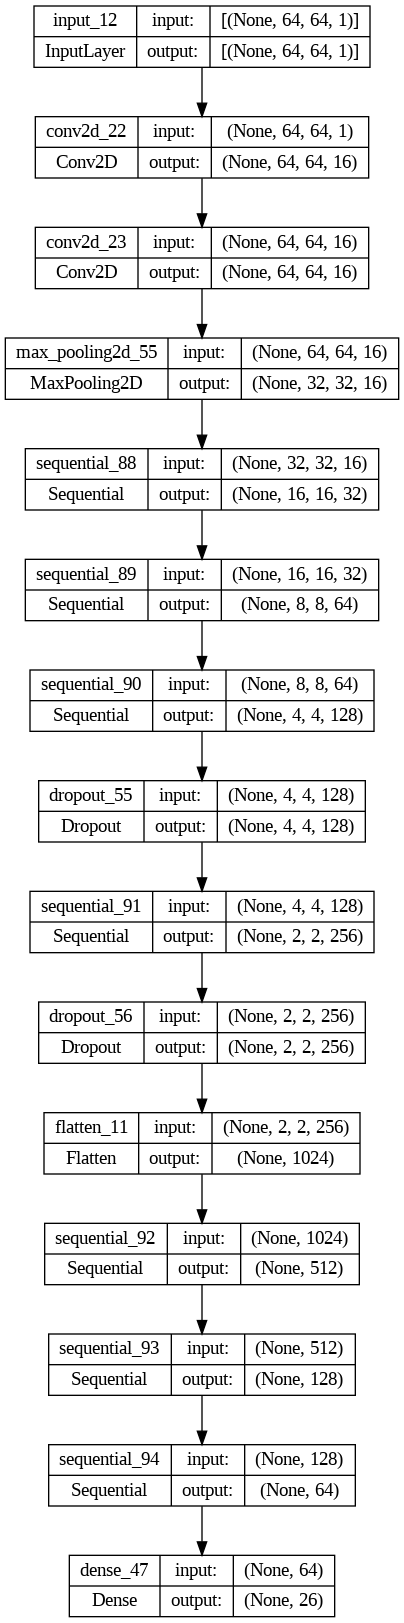 input_12 input: [(None, 64, 64, 1)]
InputLayer output: [(None, 64, 64, 1)]
conv2d_22 input: (None, 64, 64, 1)
Conv2D output: (None, 64, 64, 16)
conv2d_23 input: (None, 64, 64, 16)
Conv2D output: (None, 64, 64, 16)
max_pooling2d_55 input: (None, 64, 64, 16)
MaxPooling2D output: (None, 32, 32, 16)
sequential_88 input: (None, 32, 32, 16)
Sequential output: (None, 16, 16, 32)
sequential_89 input: (None, 16, 16, 32)
Sequential output: (None, 8, 8, 64)
sequential_90 input: (None, 8, 8, 64)
Sequential output: (None, 4, 4, 128)
dropout_55 input: (None, 4, 4, 128)
Dropout output: (None, 4, 4, 128)
sequential_91 input: (None, 4, 4, 128)
Sequential output: (None, 2, 2, 256)
dropout_56 input: (None, 2, 2, 256)
Dropout output: (None, 2, 2, 256)
flatten_11 input: (None, 2, 2, 256)
Flatten output: (None, 1024)
sequential_92 input: (None, 1024)
Sequential output: (None, 512)
sequential_93 input: (None, 512)
Sequential output: (None, 128)
sequential_94 input: (None, 128)
Sequential output: (None, 64)
dense_47 input: (None, 64)
Dense output: (None, 26)